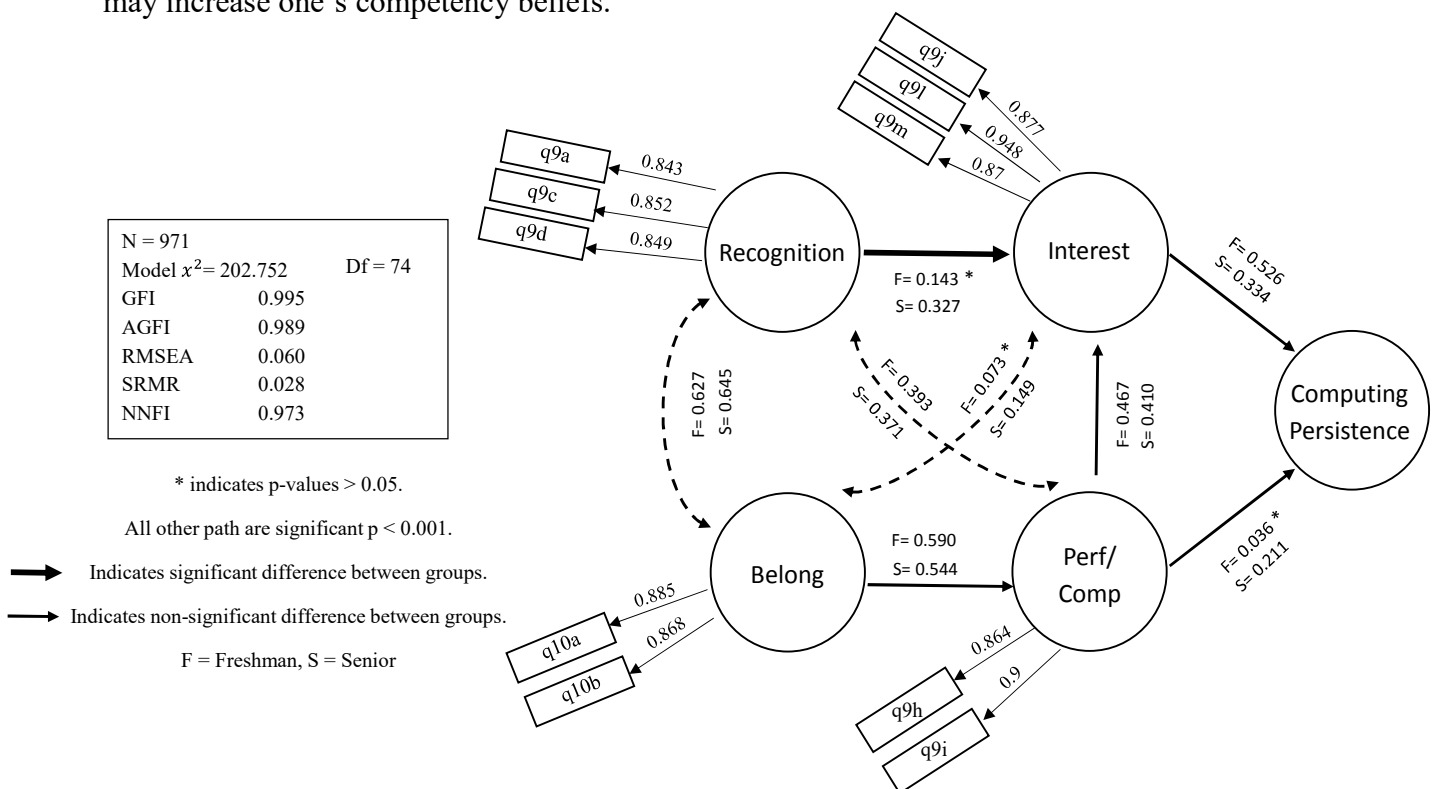 may increase one's competency beliefs.
q9j
q9l
q9m
0.877
0.948
0.87
q9a
q9c
q9d
0.843
0.852
0.849
Recognition
Interest
F= 0.143 *
S= 0.327
F= 0.526
S= 0.334
N = 971
Model x²= 202.752 Df = 74
GFI 0.995
AGFI 0.989
RMSEA 0.060
SRMR 0.028
NNFI 0.973
* indicates p-values > 0.05.
All other path are significant p < 0.001.
Indicates significant difference between groups.
Indicates non-significant difference between groups.
F = Freshman, S = Senior
F= 0.627
S= 0.645
F= 0.393
S= 0.371
F= 0.073 *
S= 0.149
F= 0.467
S= 0.410
Computing
Persistence
Belong
F= 0.590
S= 0.544
Perf/
Comp
F= 0.036 *
S= 0.211
0.885
0.868
q10a
q10b
0.864
0.9
q9h
q9i